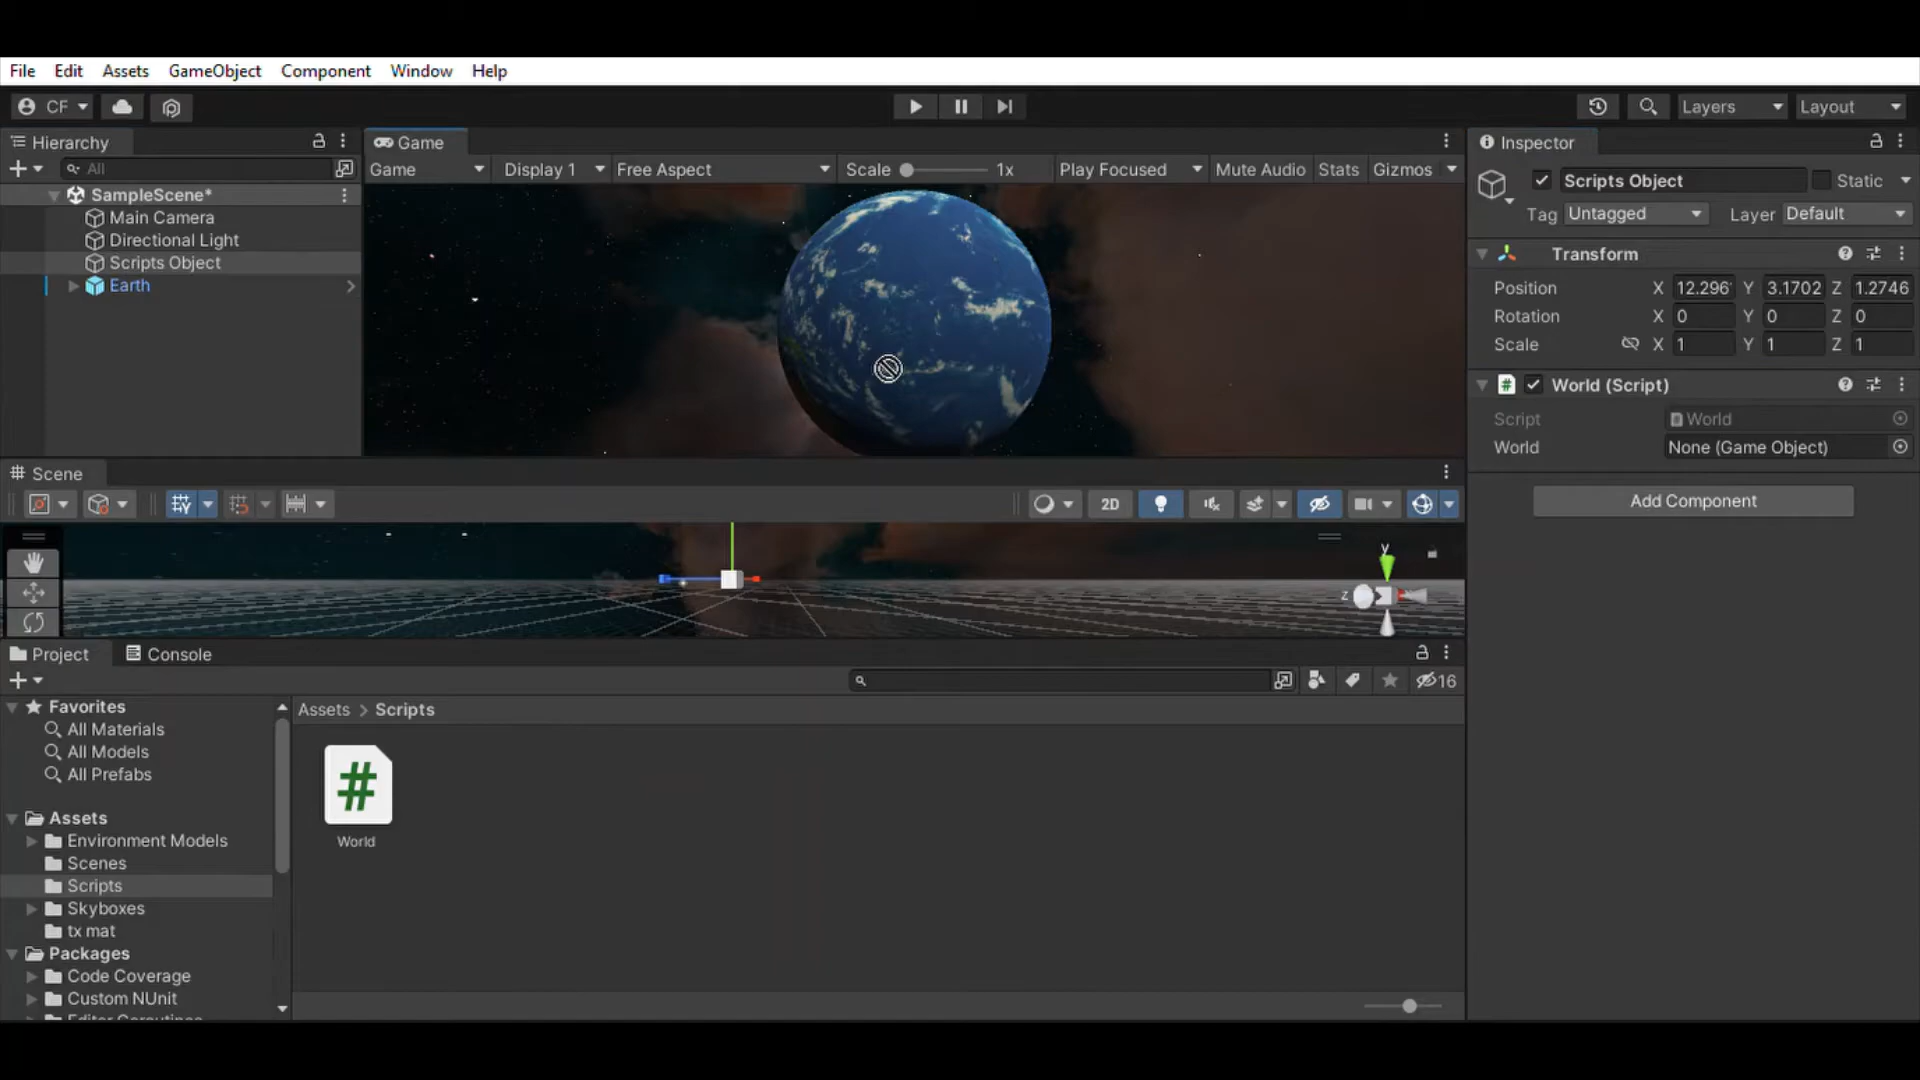 File Edit Assets GameObject Component Window Help
CF Layers Layout
Hierarchy
All
SampleScene*
Main Camera
Directional Light
Scripts Object
Earth
Game
Game Display 1 Free Aspect Scale 1x Play Focused Mute Audio Stats Gizmos
Inspector
Scripts Object Static
Tag Untagged Layer Default
Transform
Position X 12.296 Y 3.1702 Z 1.2746
Rotation X 0 Y 0 Z 0
Scale X 1 Y 1 Z 1
# World (Script)
Script World
World None (Game Object)
Add Component
Scene
2D
y
z
Project Console
16
Favorites
All Materials
All Models
All Prefabs
Assets
Environment Models
Scenes
Scripts
Skyboxes
tx mat
Packages
Code Coverage
Custom NUnit
Assets > Scripts
#
World